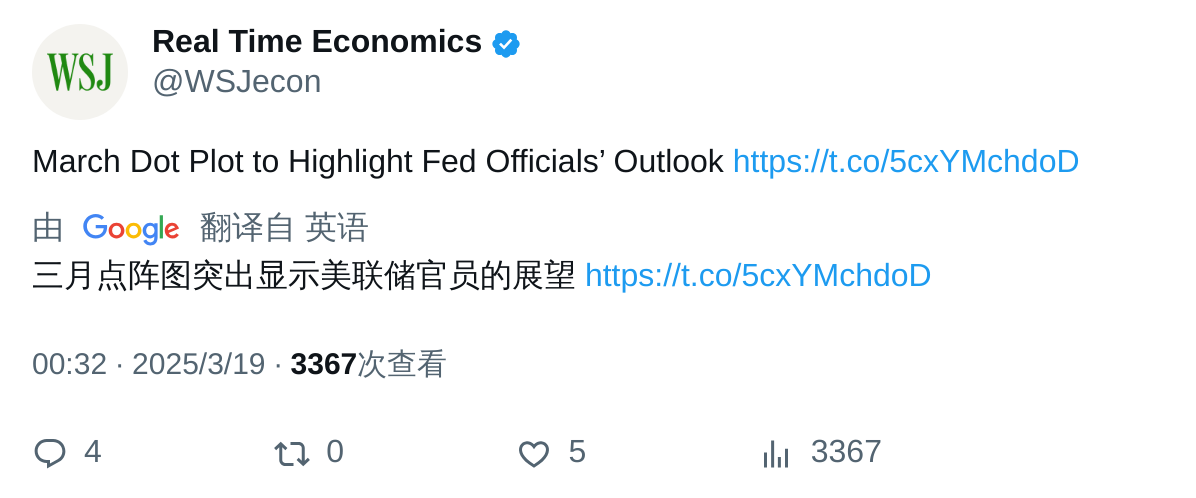 WSJ
Real Time Economics
@WSJecon
March Dot Plot to Highlight Fed Officials’ Outlook https://t.co/5cxYMchdoD
由 Google 翻译自 英语
三月点阵图突出显示美联储官员的展望 https://t.co/5cxYMchdoD
00:32 · 2025/3/19 · 3367次查看
4 0 5 3367